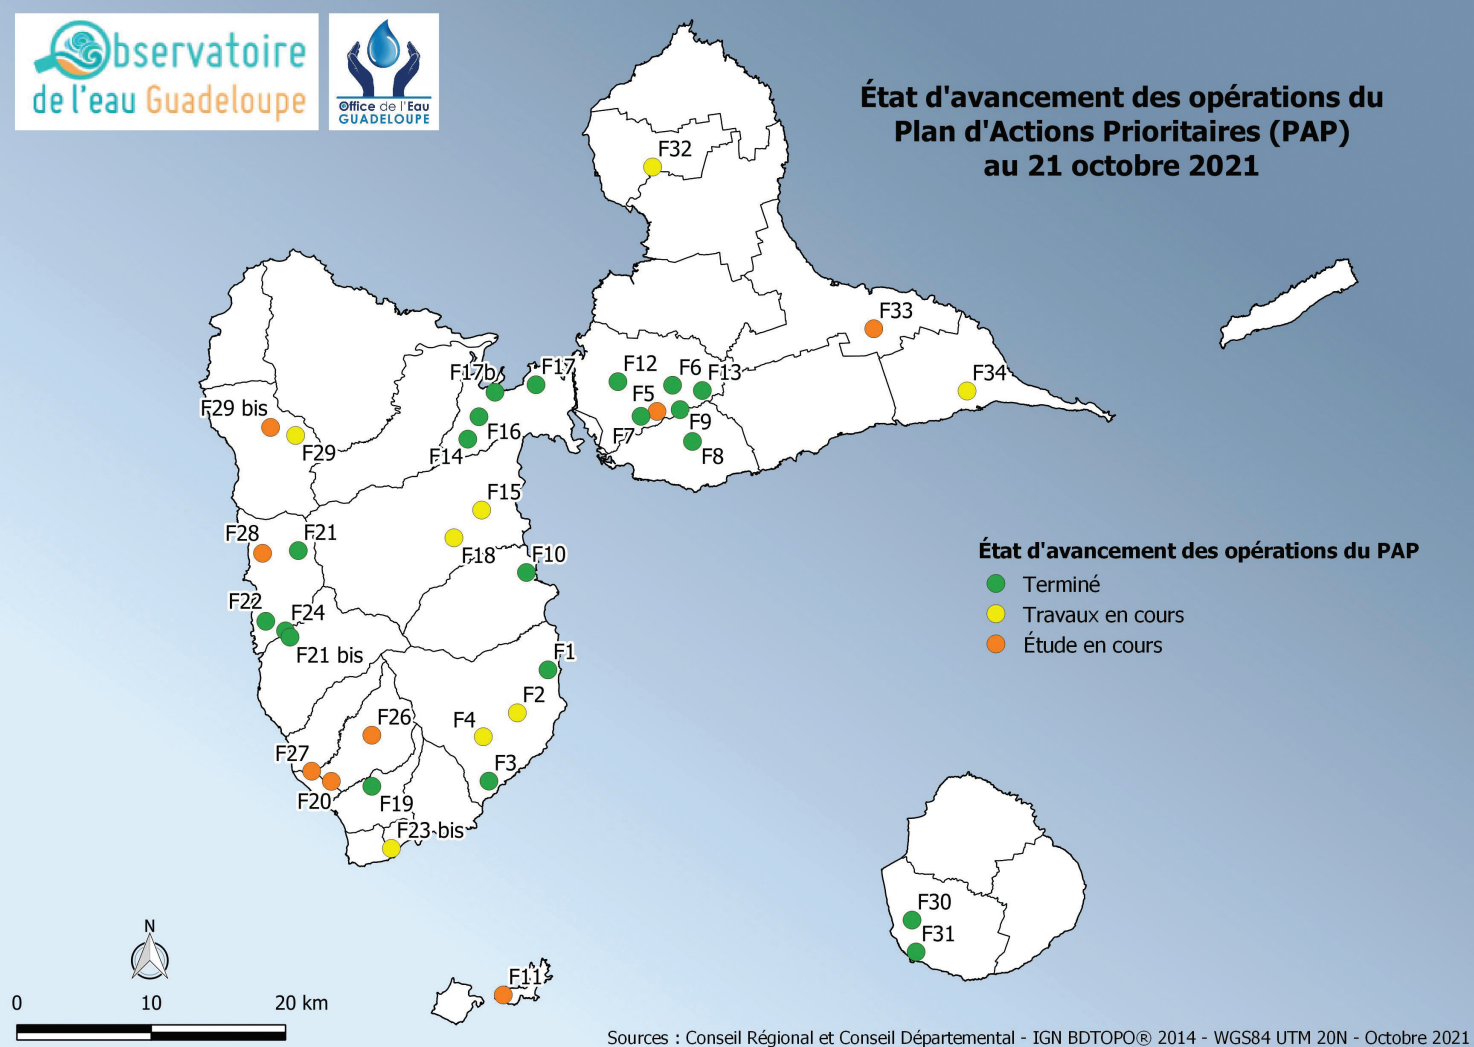 Observatoire
de l'eau Guadeloupe
Office de l'Eau
GUADELOUPE
État d'avancement des opérations du
Plan d'Actions Prioritaires (PAP)
au 21 octobre 2021
F32
F33
F34
F17b
F17
F12
F6
F13
F5
F29 bis
F29
F16
F14
F7
F9
F8
F15
F18
F28
F21
F10
F22
F24
F21 bis
F1
F2
F4
F26
F27
F3
F20
F19
F23 bis
F30
F31
F11
État d'avancement des opérations du PAP
Terminé
Travaux en cours
Étude en cours
N
0 10 20 km
Sources : Conseil Régional et Conseil Départemental - IGN BDTOPO® 2014 - WGS84 UTM 20N - Octobre 2021